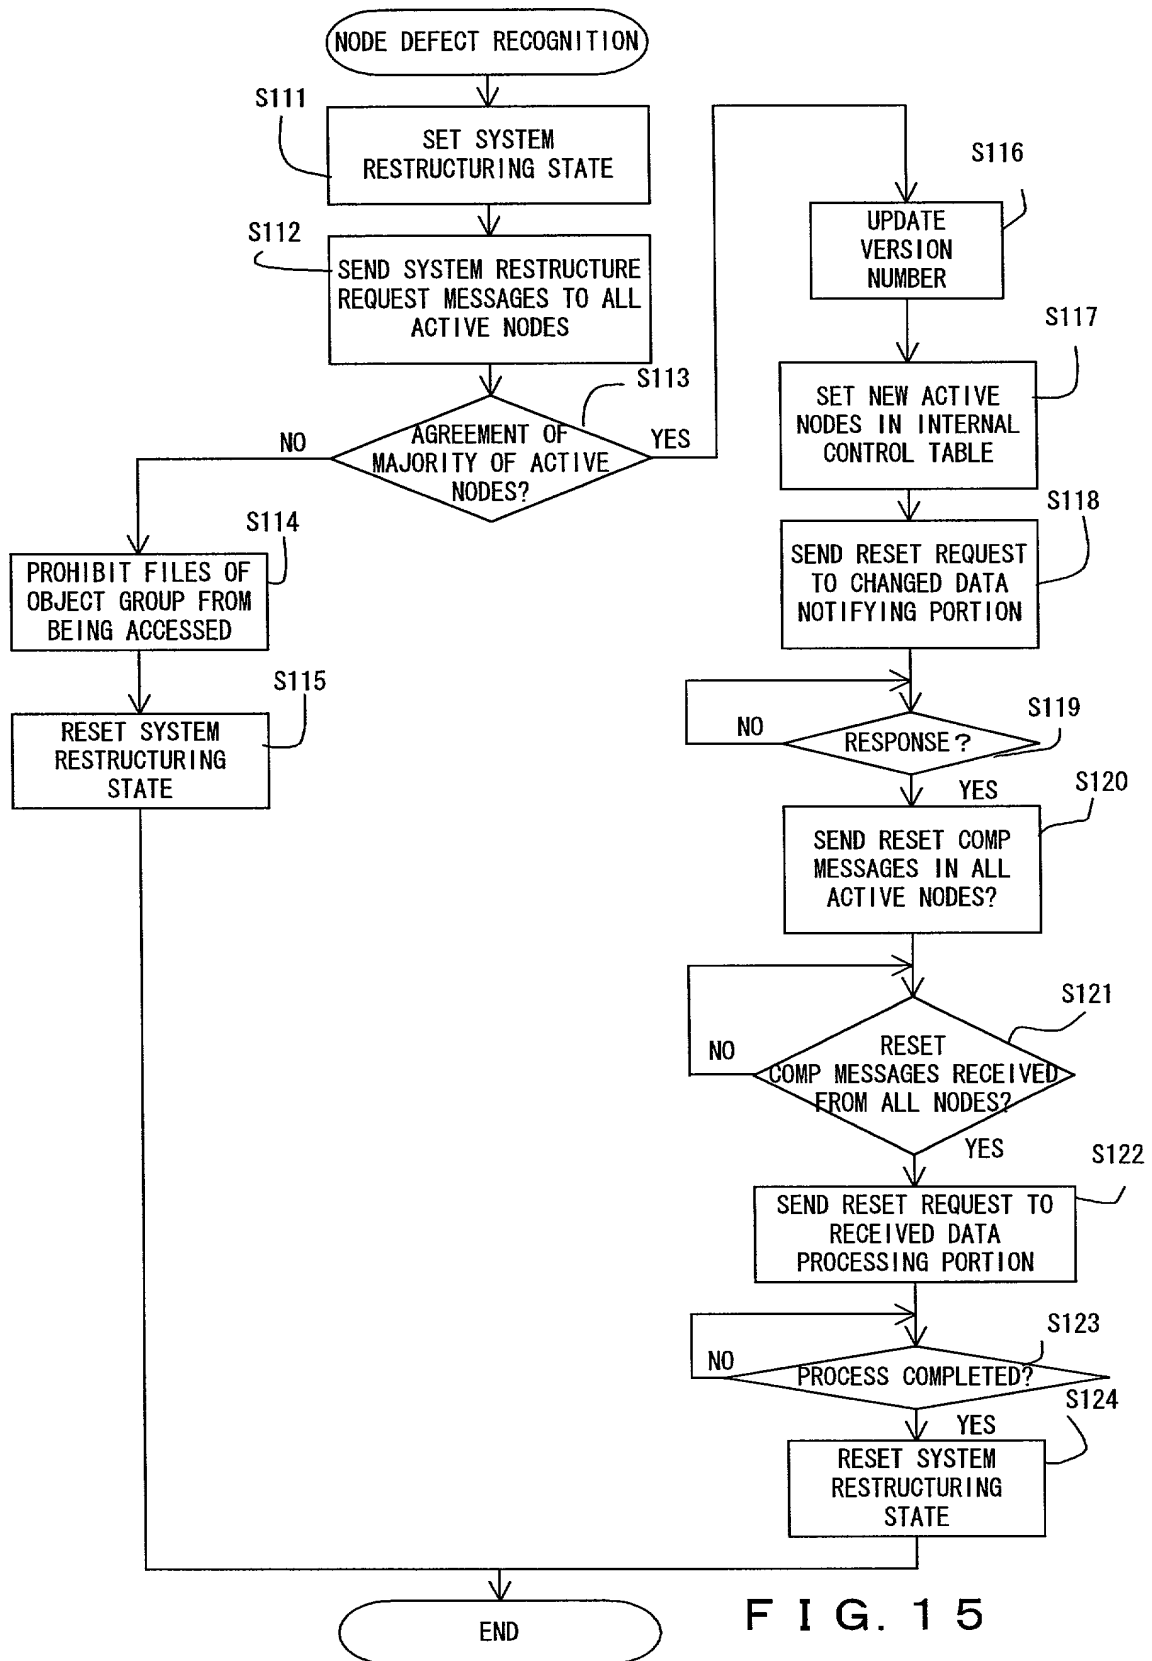 NODE DEFECT RECOGNITION
S111
SET SYSTEM
RESTRUCTURING STATE
S112
SEND SYSTEM RESTRUCTURE
REQUEST MESSAGES TO ALL
ACTIVE NODES
S113
AGREEMENT OF
MAJORITY OF ACTIVE
NODES?
NO
YES
S114
PROHIBIT FILES OF
OBJECT GROUP FROM
BEING ACCESSED
S115
RESET SYSTEM
RESTRUCTURING
STATE
S116
UPDATE
VERSION
NUMBER
S117
SET NEW ACTIVE
NODES IN INTERNAL
CONTROL TABLE
S118
SEND RESET REQUEST
TO CHANGED DATA
NOTIFYING PORTION
S119
RESPONSE?
NO
YES
S120
SEND RESET COMP
MESSAGES IN ALL
ACTIVE NODES?
S121
RESET
COMP MESSAGES RECEIVED
FROM ALL NODES?
NO
YES
S122
SEND RESET REQUEST TO
RECEIVED DATA
PROCESSING PORTION
S123
PROCESS COMPLETED?
NO
YES
S124
RESET SYSTEM
RESTRUCTURING
STATE
END
FIG. 15